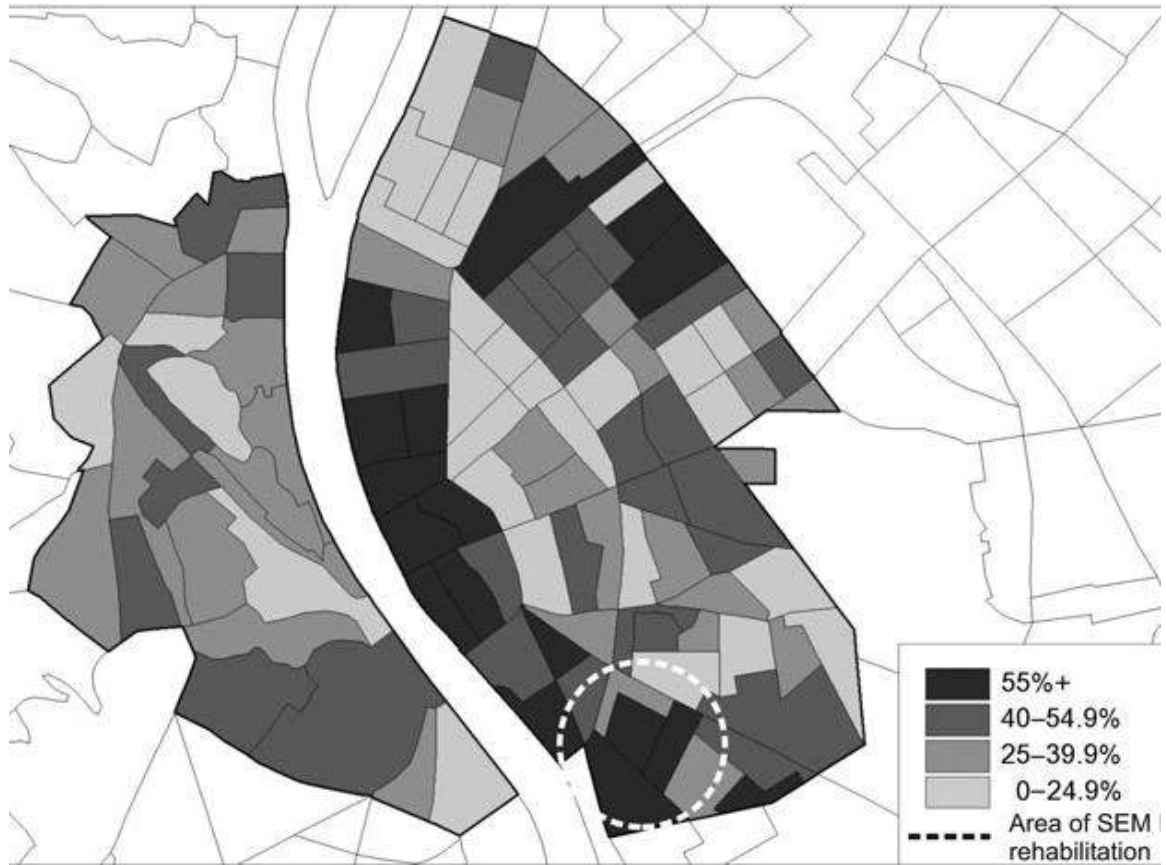 55%+
40–54.9%
25–39.9%
0–24.9%
Area of SEM
rehabilitation